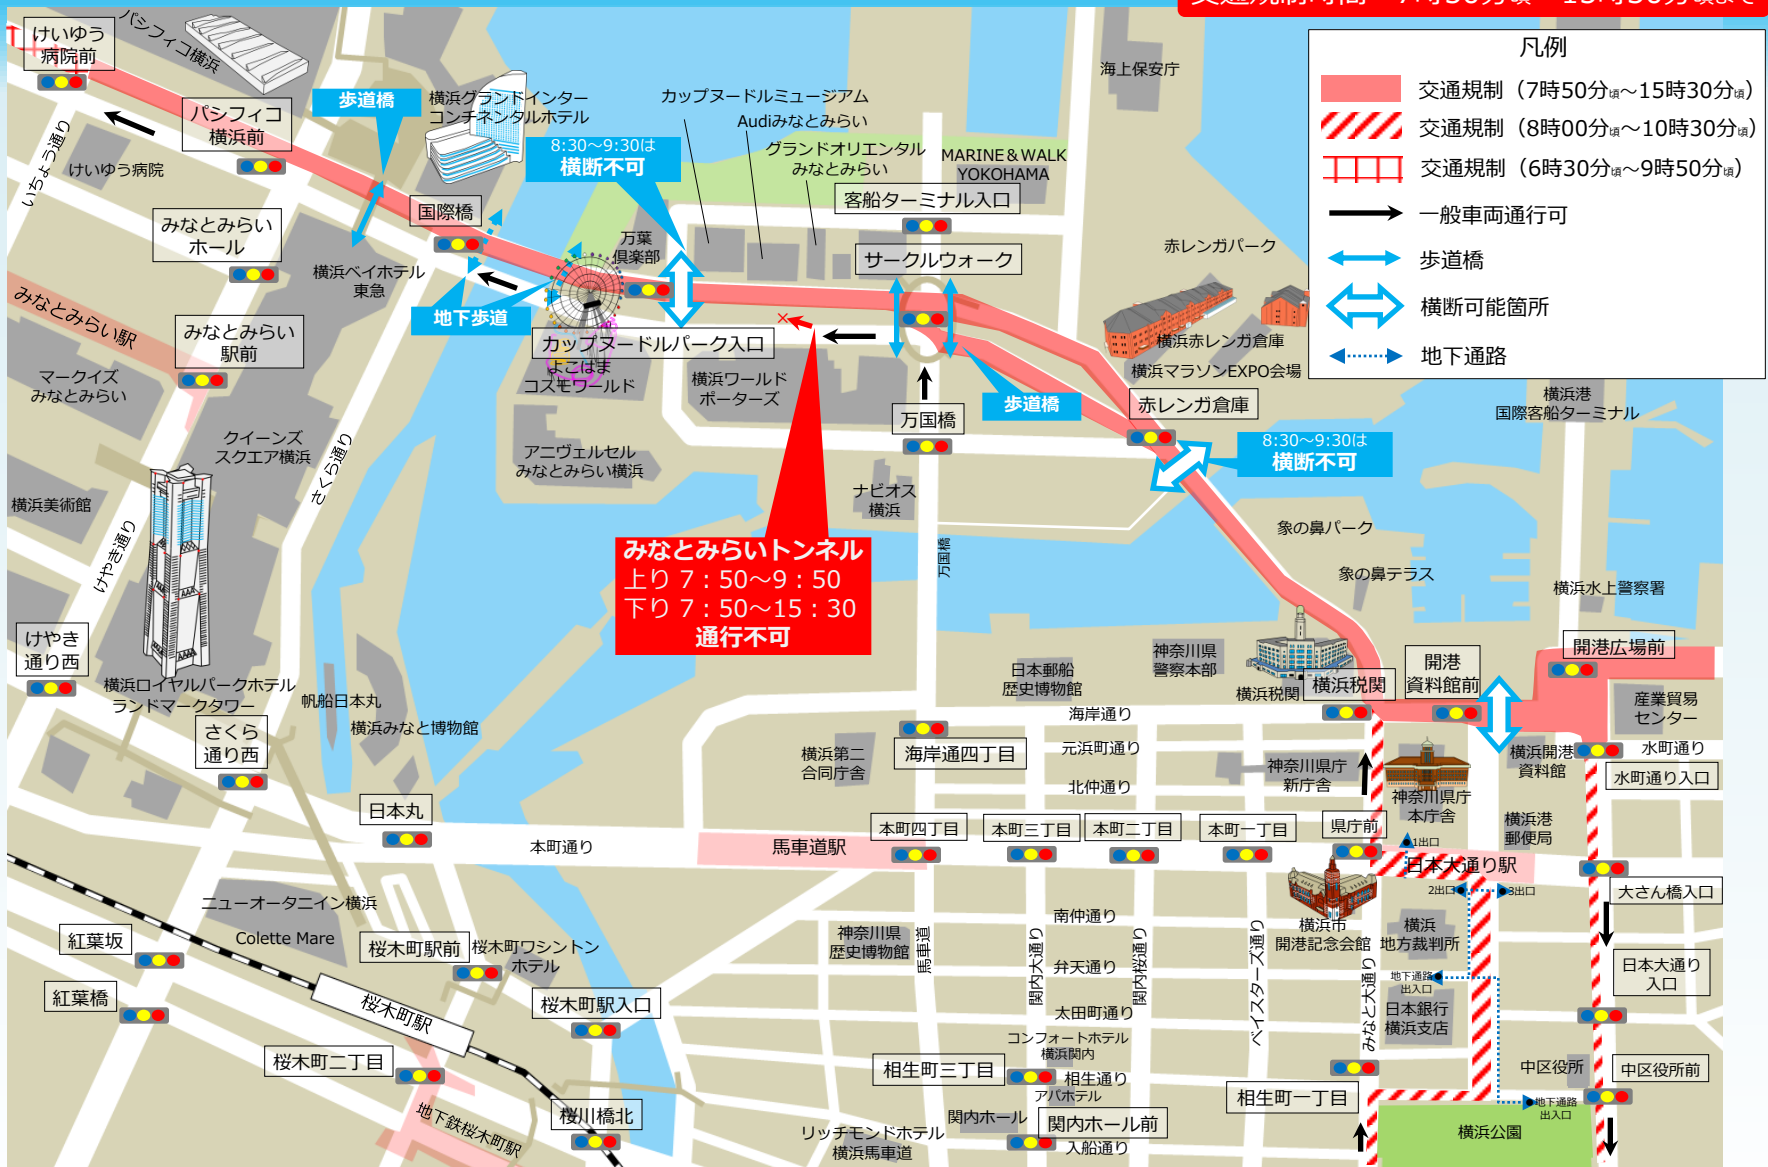 交通規制時間 7時50分頃~15時30分頃まで
凡例
交通規制（7時50分頃～15時30分頃）
交通規制（8時00分頃～10時30分頃）
交通規制（6時30分頃～9時50分頃）
一般車両通行可
歩道橋
横断可能箇所
地下通路
けいゆう
病院前
パシフィコ横浜
パシフィコ
横浜前
歩道橋
横浜グランドインター
コンチネンタルホテル
カップヌードルミュージアム
Audiみなとみらい
グランドオリエンタル
みなとみらい
MARINE＆WALK
YOKOHAMA
海上保安庁
8:30～9:30は
横断不可
いちょう通り
けいゆう病院
みなとみらい
ホール
国際橋
万葉
倶楽部
客船ターミナル入口
サークルウォーク
赤レンガパーク
横浜ベイホテル
東急
地下歩道
みなとみらい駅
みなとみらい
駅前
カップヌードルパーク入口
よこはま
コスモワールド
横浜ワールド
ポーターズ
横浜赤レンガ倉庫
横浜マラソンEXPO会場
マークイズ
みなとみらい
歩道橋
赤レンガ倉庫
万国橋
横浜港
国際客船ターミナル
クイーンズ
スクエア横浜
さくら通り
アニヴェルセル
みなとみらい横浜
8:30～9:30は
横断不可
横浜美術館
けやき通り
ナビオス
横浜
万国橋
象の鼻パーク
象の鼻テラス
横浜水上警察署
みなとみらいトンネル
上り 7：50～9：50
下り 7：50～15：30
通行不可
けやき
通り西
横浜ロイヤルパークホテル
ランドマークタワー
帆船日本丸
横浜みなと博物館
さくら
通り西
日本郵船
歴史博物館
神奈川県
警察本部
横浜税関
横浜税関
開港
資料館前
開港広場前
産業貿易
センター
海岸通り
元浜町通り
北仲通り
海岸通四丁目
横浜第二
合同庁舎
神奈川県庁
新庁舎
神奈川県庁
本庁舎
横浜開港
資料館
水町通り
水町通り入口
横浜港
郵便局
日本丸
本町通り
馬車道駅
本町四丁目
本町三丁目
本町二丁目
本町一丁目
県庁前
1出口
日本大通り駅
2出口
3出口
大さん橋入口
ニューオータニイン横浜
Colette Mare
紅葉坂
紅葉橋
桜木町駅前
桜木町ワシントン
ホテル
桜木町駅
桜木町駅入口
神奈川県
歴史博物館
馬車道
南仲通り
弁天通り
太田町通り
関内大通り
関内桜通り
ベイスターズ通り
みなと大通り
横浜市
開港記念会館
横浜
地方裁判所
地下通路
出入口
日本銀行
横浜支店
日本大通り
入口
桜木町二丁目
地下鉄桜木町駅
桜川橋北
コンフォートホテル
横浜関内
相生町三丁目
相生通り
アパホテル
関内ホール
関内ホール前
入船通り
リッチモンドホテル
横浜馬車道
相生町一丁目
中区役所
中区役所前
地下通路
出入口
横浜公園